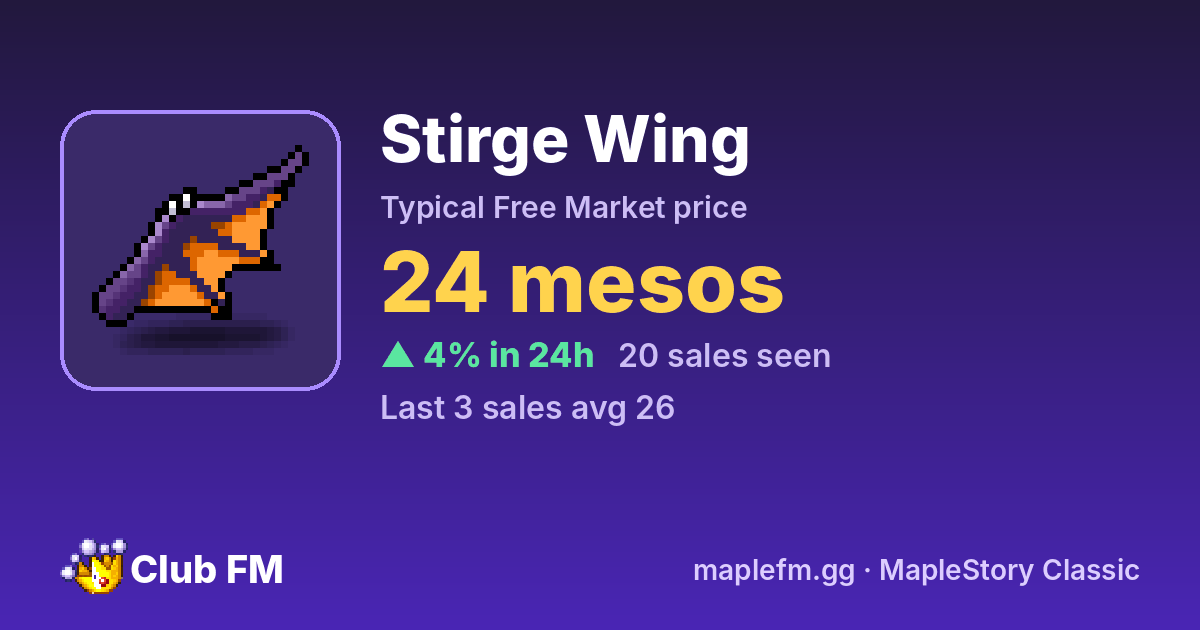 Stirge Wing
Typical Free Market price
24 mesos
▲ 4% in 24h 20 sales seen
Last 3 sales avg 26
Club FM
maplefm.gg · MapleStory Classic